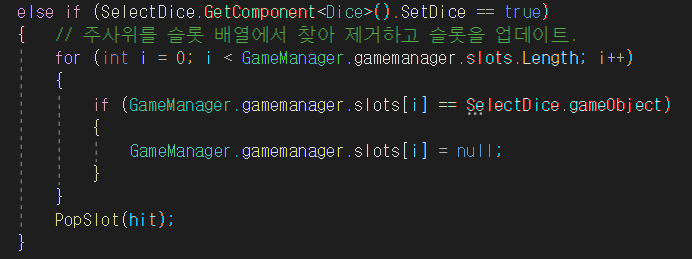 else if (SelectDice.GetComponent<Dice>().SetDice == true)
{   // 주사위를 슬롯 배열에서 찾아 제거하고 슬롯을 업데이트.
    for (int i = 0; i < GameManager.gamemanager.slots.Length; i++)
    {
        if (GameManager.gamemanager.slots[i] == SelectDice.gameObject)
        {
            GameManager.gamemanager.slots[i] = null;
        }
    }
    PopSlot(hit);
}